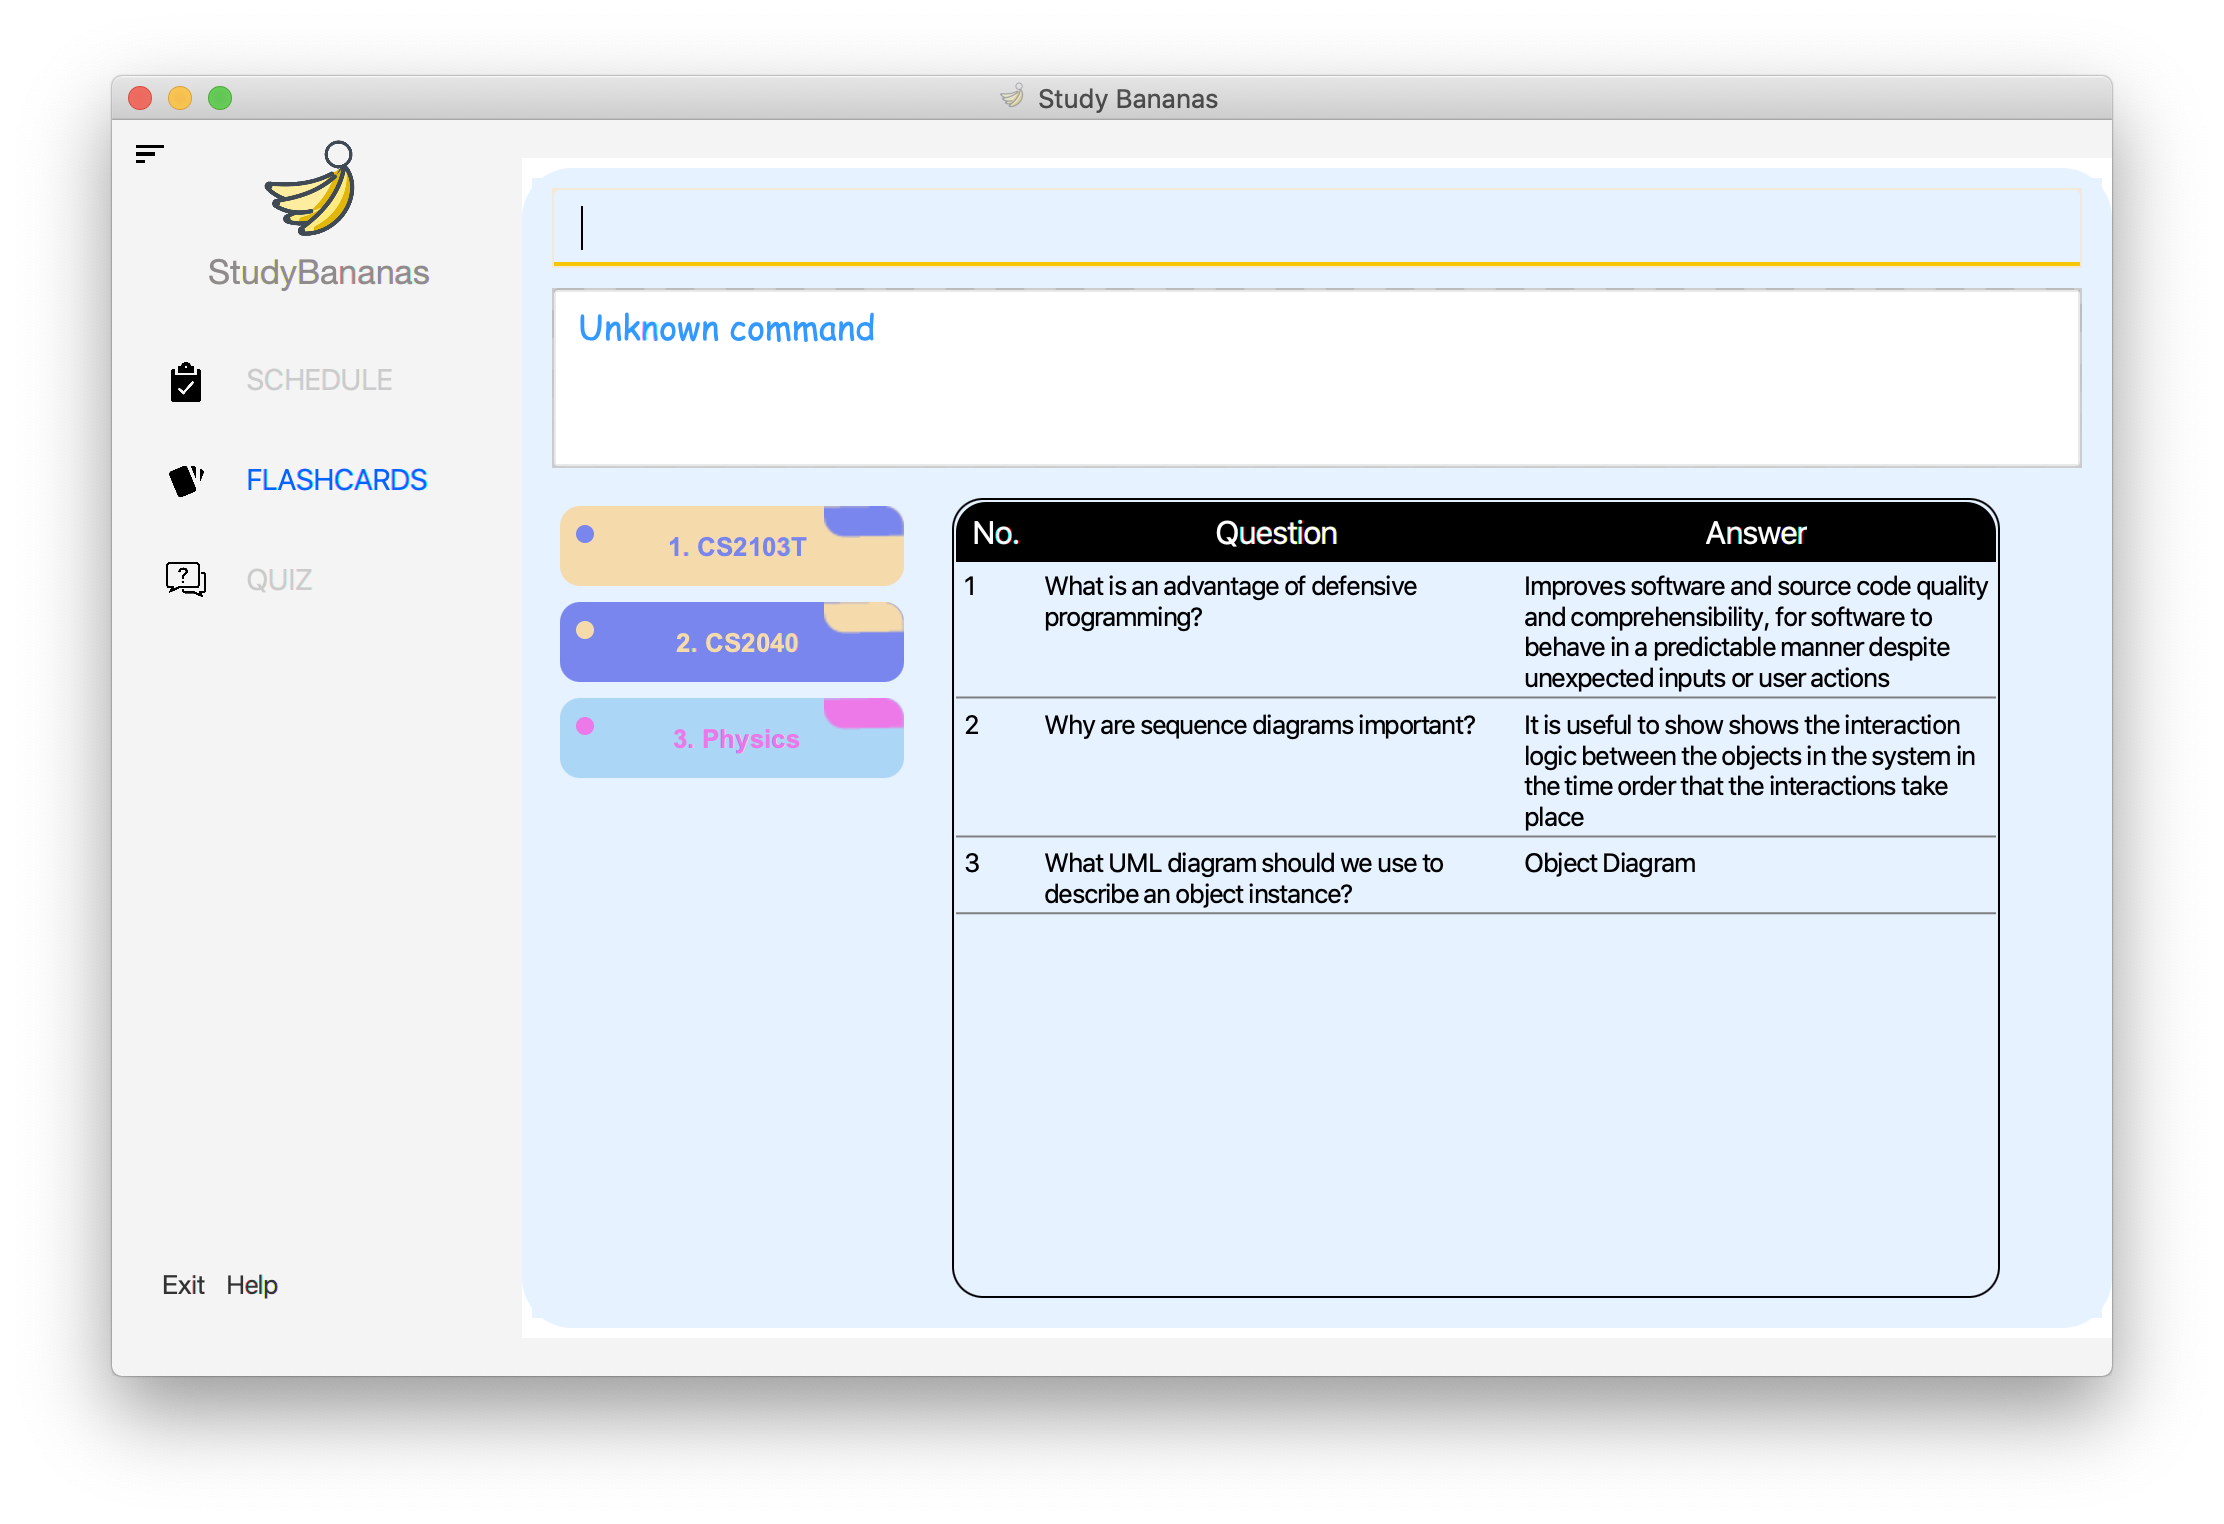 Study Bananas
StudyBananas
SCHEDULE
FLASHCARDS
QUIZ
Exit Help
Unknown command
1. CS2103T
2. CS2040
3. Physics
No. Question Answer
1 What is an advantage of defensive Improves software and source code quality
programming? and comprehensibility, for software to
behave in a predictable manner despite
unexpected inputs or user actions
2 Why are sequence diagrams important? It is useful to show shows the interaction
logic between the objects in the system in
the time order that the interactions take
place
3 What UML diagram should we use to Object Diagram
describe an object instance?